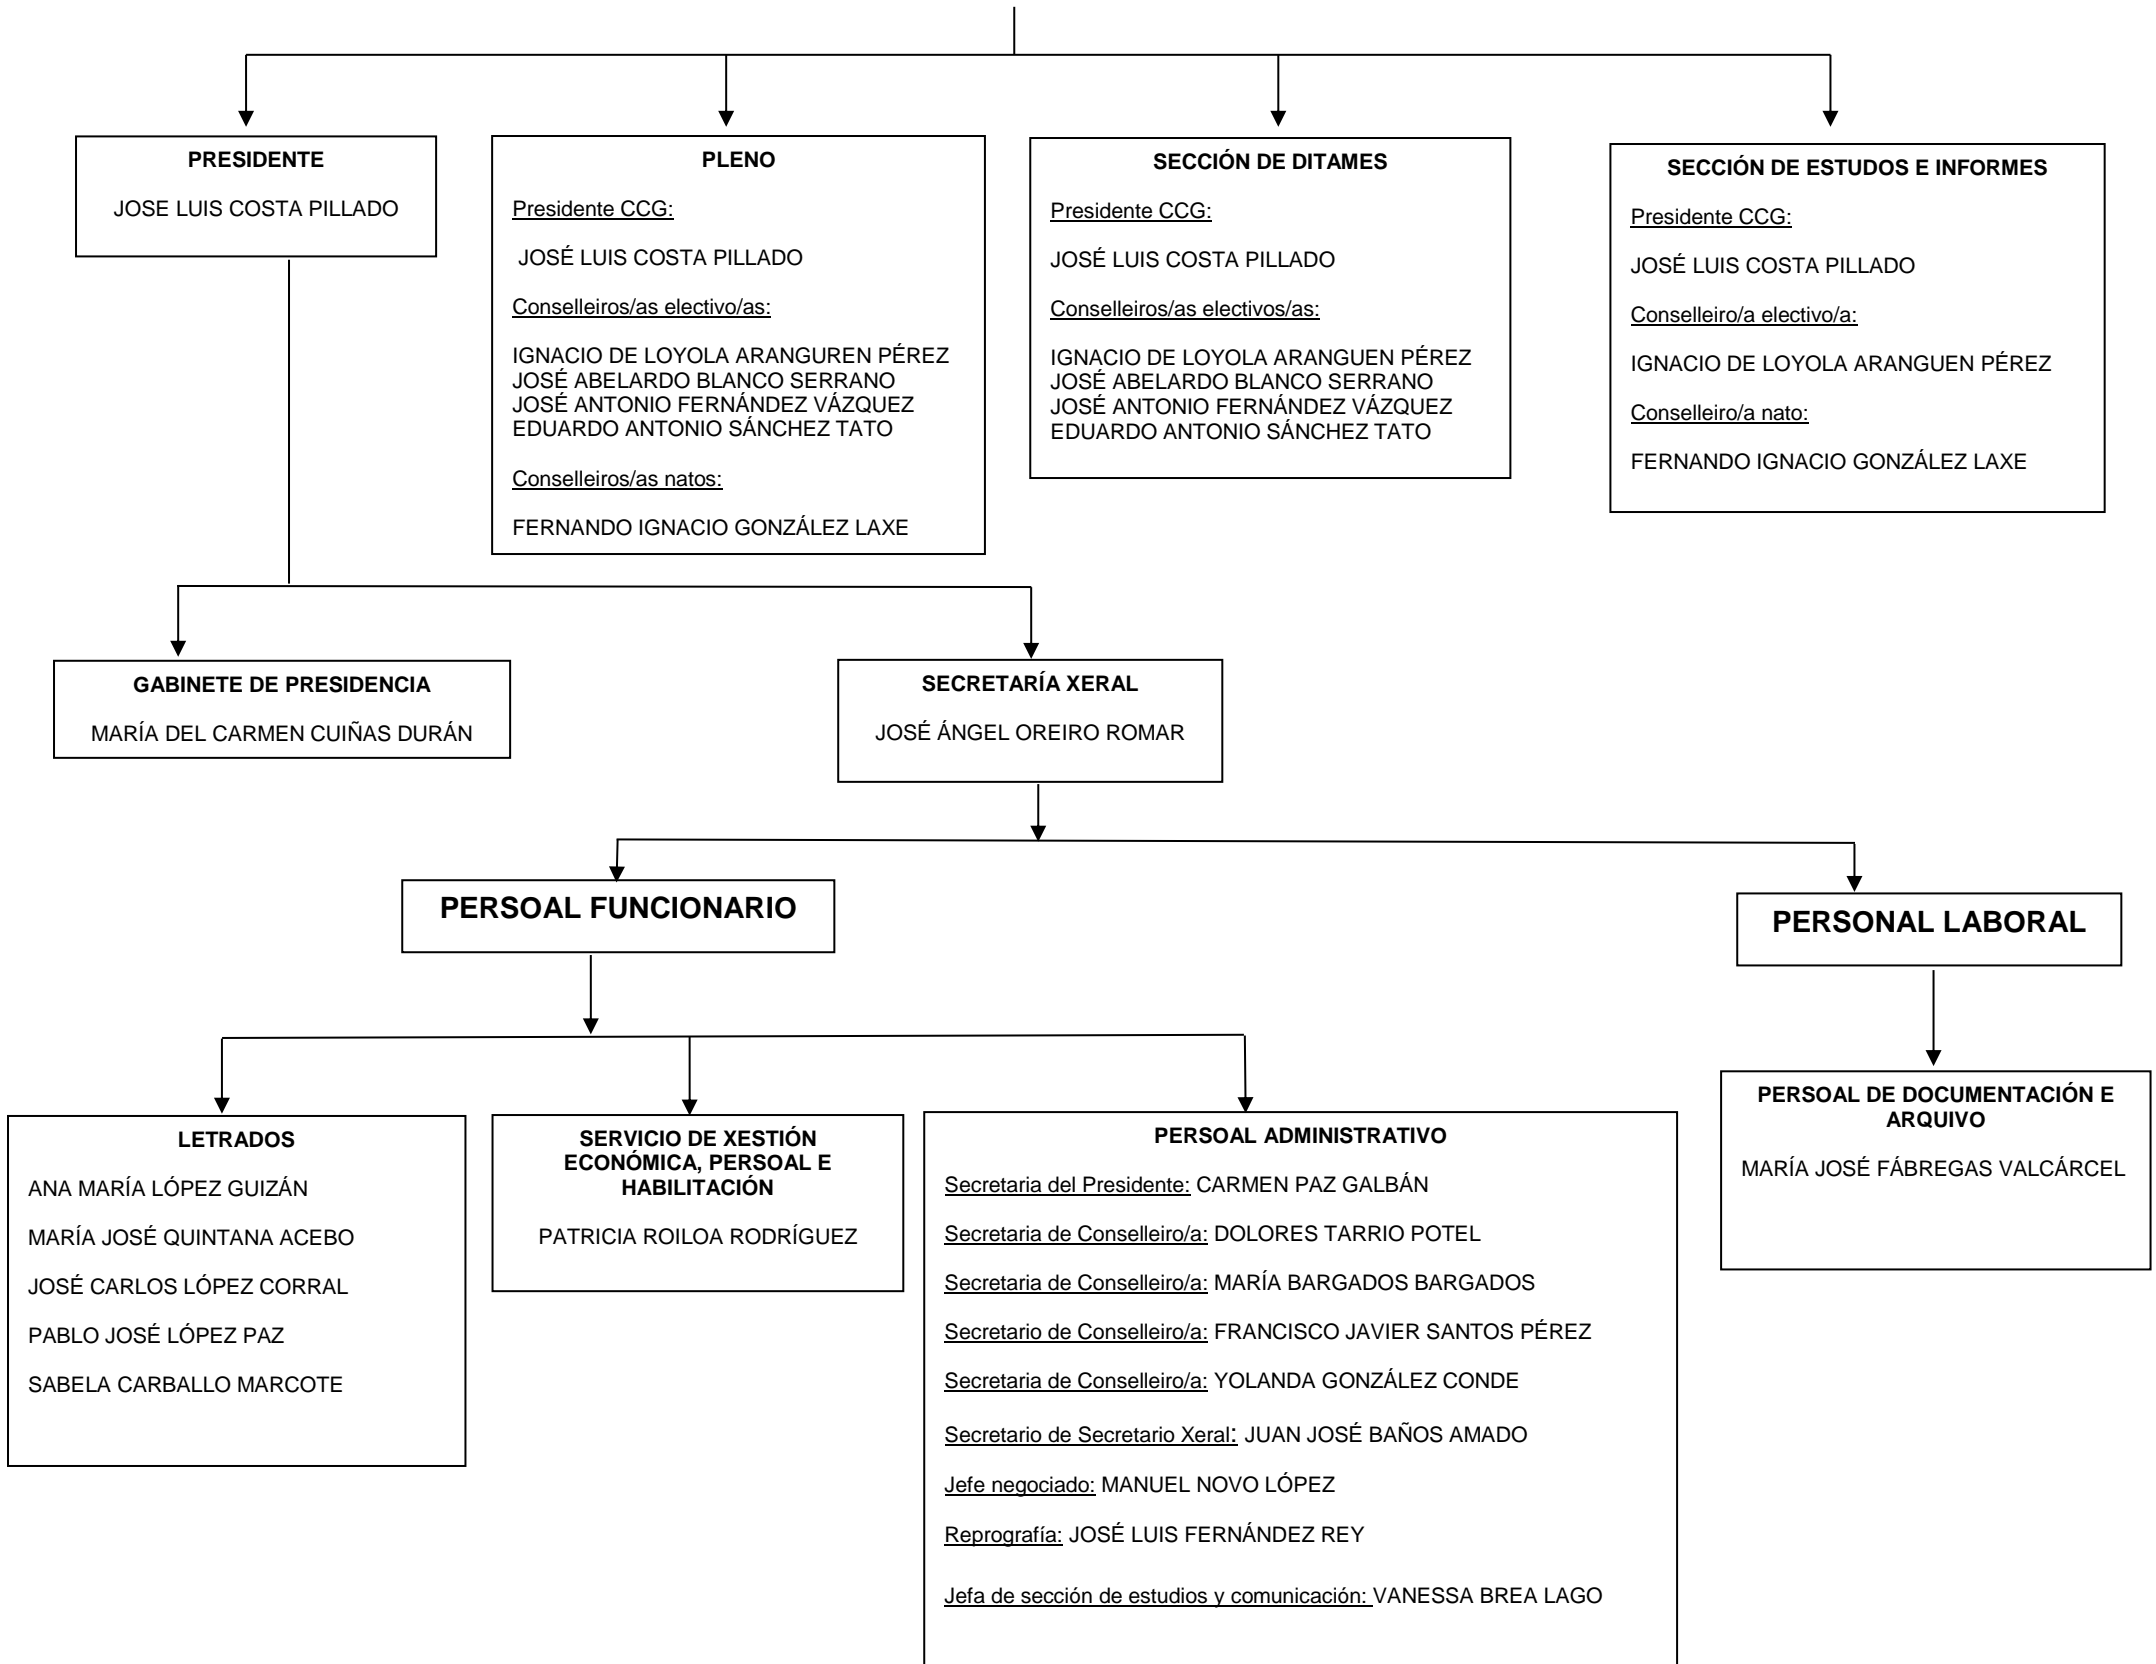 PRESIDENTE
JOSE LUIS COSTA PILLADO
PLENO
Presidente CCG:
JOSÉ LUIS COSTA PILLADO
Conselleiros/as electivo/as:
IGNACIO DE LOYOLA ARANGUREN PÉREZ
JOSÉ ABELARDO BLANCO SERRANO
JOSÉ ANTONIO FERNÁNDEZ VÁZQUEZ
EDUARDO ANTONIO SÁNCHEZ TATO
Conselleiros/as natos:
FERNANDO IGNACIO GONZÁLEZ LAXE
SECCIÓN DE DITAMES
Presidente CCG:
JOSÉ LUIS COSTA PILLADO
Conselleiros/as electivos/as:
IGNACIO DE LOYOLA ARANGUEN PÉREZ
JOSÉ ABELARDO BLANCO SERRANO
JOSÉ ANTONIO FERNÁNDEZ VÁZQUEZ
EDUARDO ANTONIO SÁNCHEZ TATO
SECCIÓN DE ESTUDOS E INFORMES
Presidente CCG:
JOSÉ LUIS COSTA PILLADO
Conselleiro/a electivo/a:
IGNACIO DE LOYOLA ARANGUEN PÉREZ
Conselleiro/a nato:
FERNANDO IGNACIO GONZÁLEZ LAXE
GABINETE DE PRESIDENCIA
MARÍA DEL CARMEN CUIÑAS DURÁN
SECRETARÍA XERAL
JOSÉ ÁNGEL OREIRO ROMAR
PERSOAL FUNCIONARIO
PERSONAL LABORAL
LETRADOS
ANA MARÍA LÓPEZ GUIZÁN
MARÍA JOSÉ QUINTANA ACEBO
JOSÉ CARLOS LÓPEZ CORRAL
PABLO JOSÉ LÓPEZ PAZ
SABELA CARBALLO MARCOTE
SERVICIO DE XESTIÓN
ECONÓMICA, PERSOAL E
HABILITACIÓN
PATRICIA ROILOA RODRÍGUEZ
PERSOAL ADMINISTRATIVO
Secretaria del Presidente: CARMEN PAZ GALBÁN
Secretaria de Conselleiro/a: DOLORES TARRIO POTEL
Secretaria de Conselleiro/a: MARÍA BARGADOS BARGADOS
Secretario de Conselleiro/a: FRANCISCO JAVIER SANTOS PÉREZ
Secretaria de Conselleiro/a: YOLANDA GONZÁLEZ CONDE
Secretario de Secretario Xeral: JUAN JOSÉ BAÑOS AMADO
Jefe negociado: MANUEL NOVO LÓPEZ
Reprografía: JOSÉ LUIS FERNÁNDEZ REY
Jefa de sección de estudios y comunicación: VANESSA BREA LAGO
PERSOAL DE DOCUMENTACIÓN E
ARQUIVO
MARÍA JOSÉ FÁBREGAS VALCÁRCEL